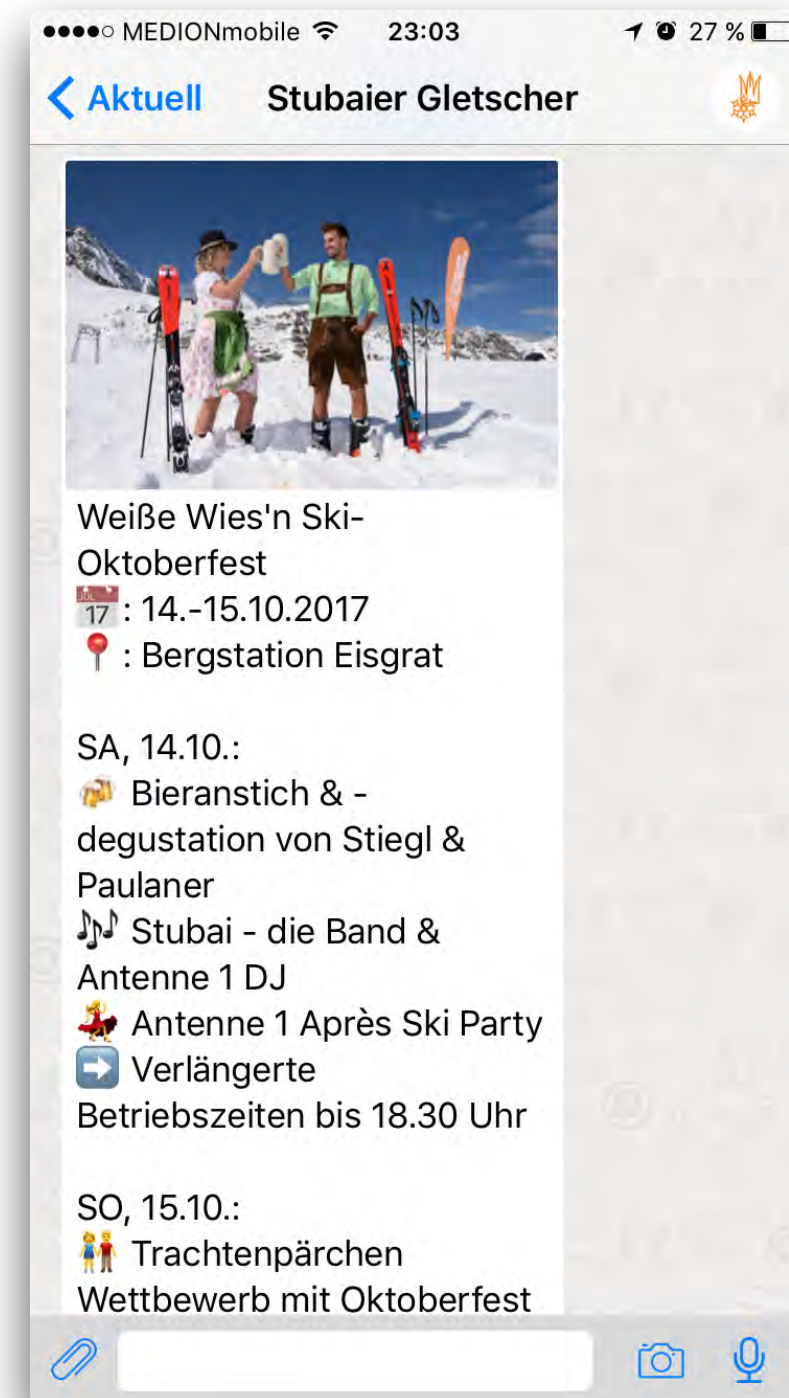 ●●●●○ MEDIONmobile 23:03 27 %
Aktuell Stubaier Gletscher
Weiße Wies'n Ski-
Oktoberfest
📅: 14.-15.10.2017
📍: Bergstation Eisgrat
SA, 14.10.:
🍻 Bieranstich & -
degustation von Stiegl &
Paulaner
🎶 Stubai - die Band &
Antenne 1 DJ
💃 Antenne 1 Après Ski Party
➡️ Verlängerte
Betriebszeiten bis 18.30 Uhr
SO, 15.10.:
👫 Trachtenpärchen
Wettbewerb mit Oktoberfest